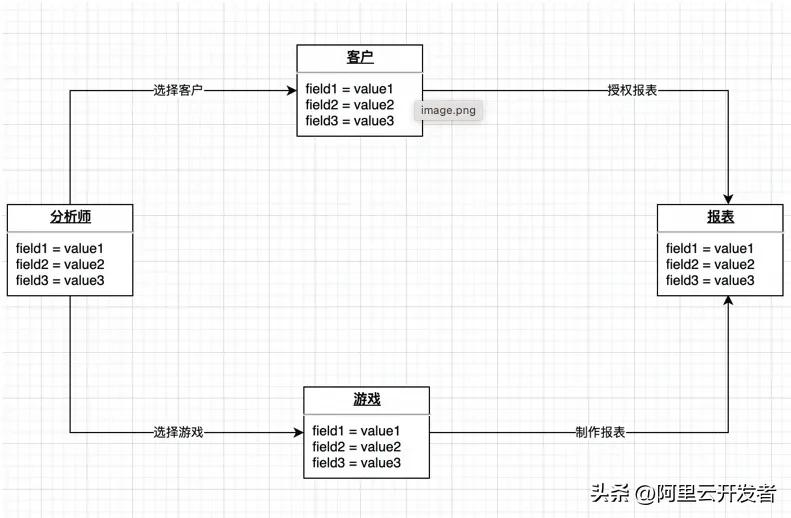 客户
选择客户
field1 = value1
授权报表
field2 = value2
image.png
field3 = value3
分析师
报表
field1 = value1
field1 = value1
field2 = value2
field2 = value2
field3 = value3
field3 = value3
游戏
选择游戏
field1 = value1
制作报表
field2 = value2
field3 = value3
头条 @阿里云开发者